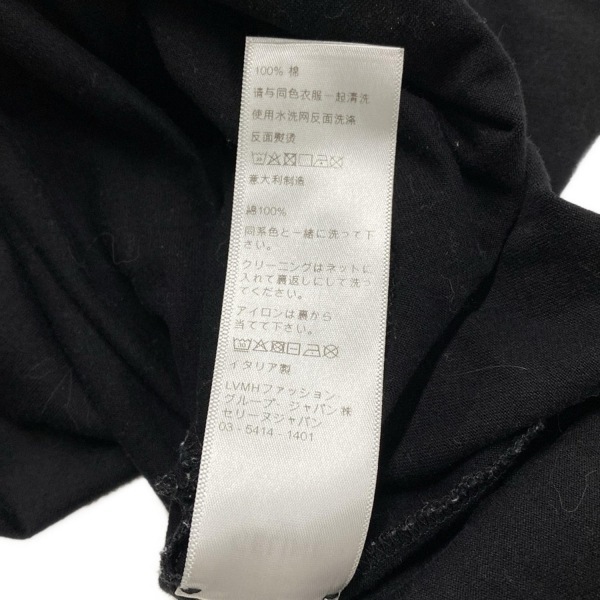 100% 棉
请与同色衣服一起清洗
使用水洗网反面洗涤
反面熨烫
意大利制造
綿100%
同系色と一緒に洗って下
さい。
クリーニングはネットに
入れて裏返しにして洗っ
てください。
アイロンは裏から
当てて下さい。
イタリア製
LVMHファッション
グループ・ジャパン㈱
セリーヌジャパン
03 - 5414 - 1401